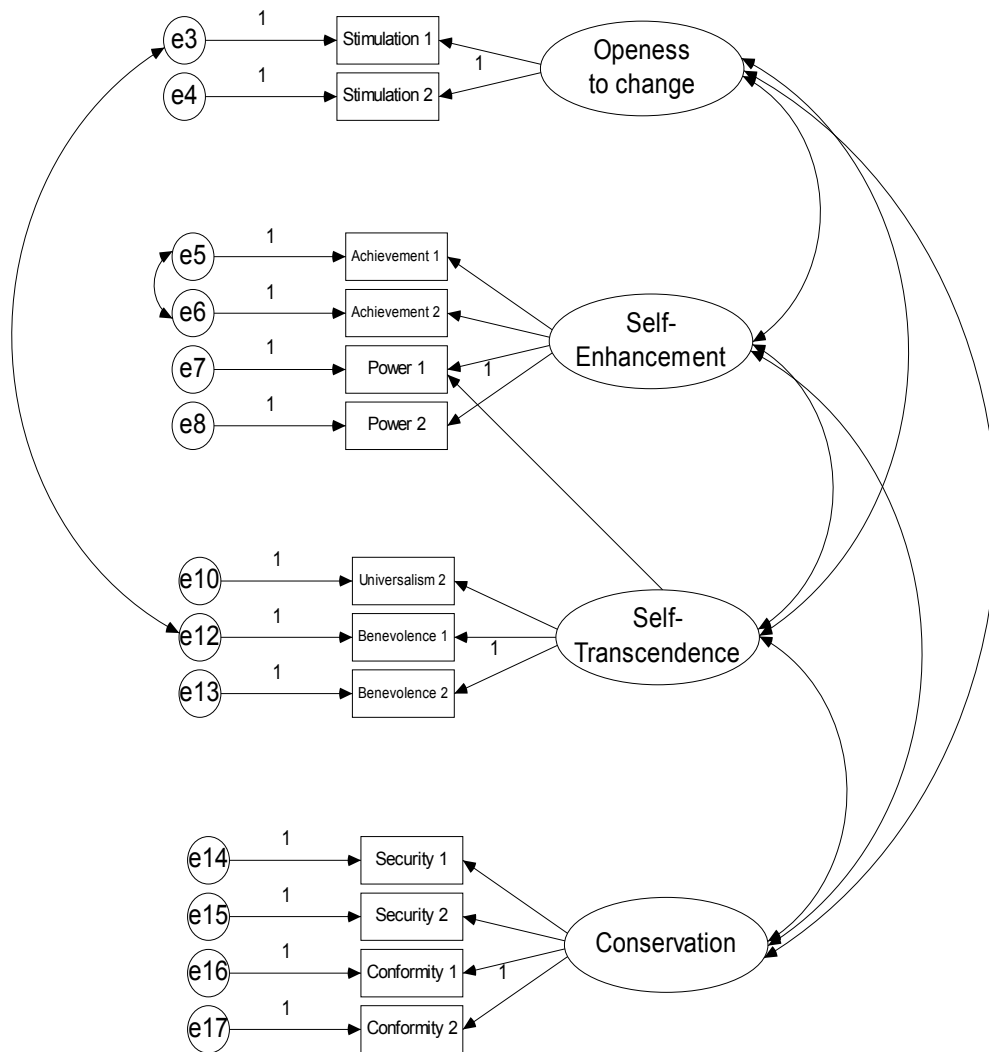 1
e3
Stimulation 1
Openess
to change
1
1
e4
Stimulation 2
1
e5
Achievement 1
1
e6
Achievement 2
Self-
Enhancement
1
e7
Power 1
1
1
e8
Power 2
1
e10
Universalism 2
1
e12
Benevolence 1
Self-
Transcendence
1
1
e13
Benevolence 2
1
e14
Security 1
1
e15
Security 2
Conservation
1
e16
Conformity 1
1
1
e17
Conformity 2